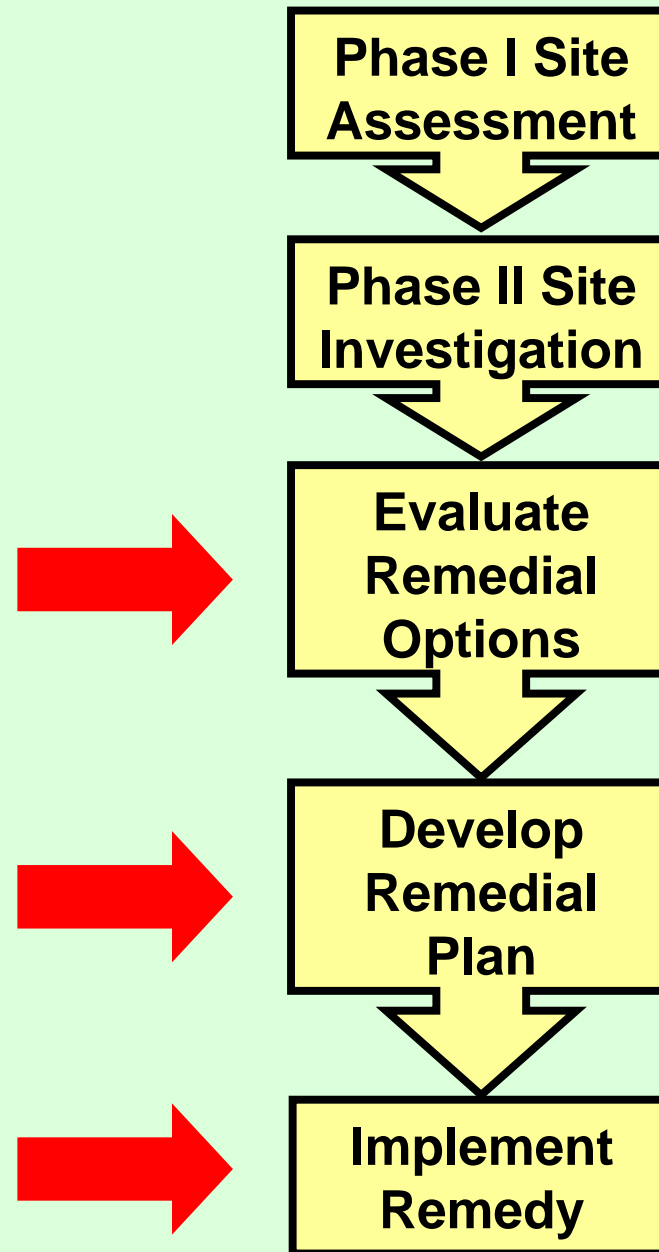 Phase I Site
Assessment
Phase II Site
Investigation
Evaluate
Remedial
Options
Develop
Remedial
Plan
Implement
Remedy